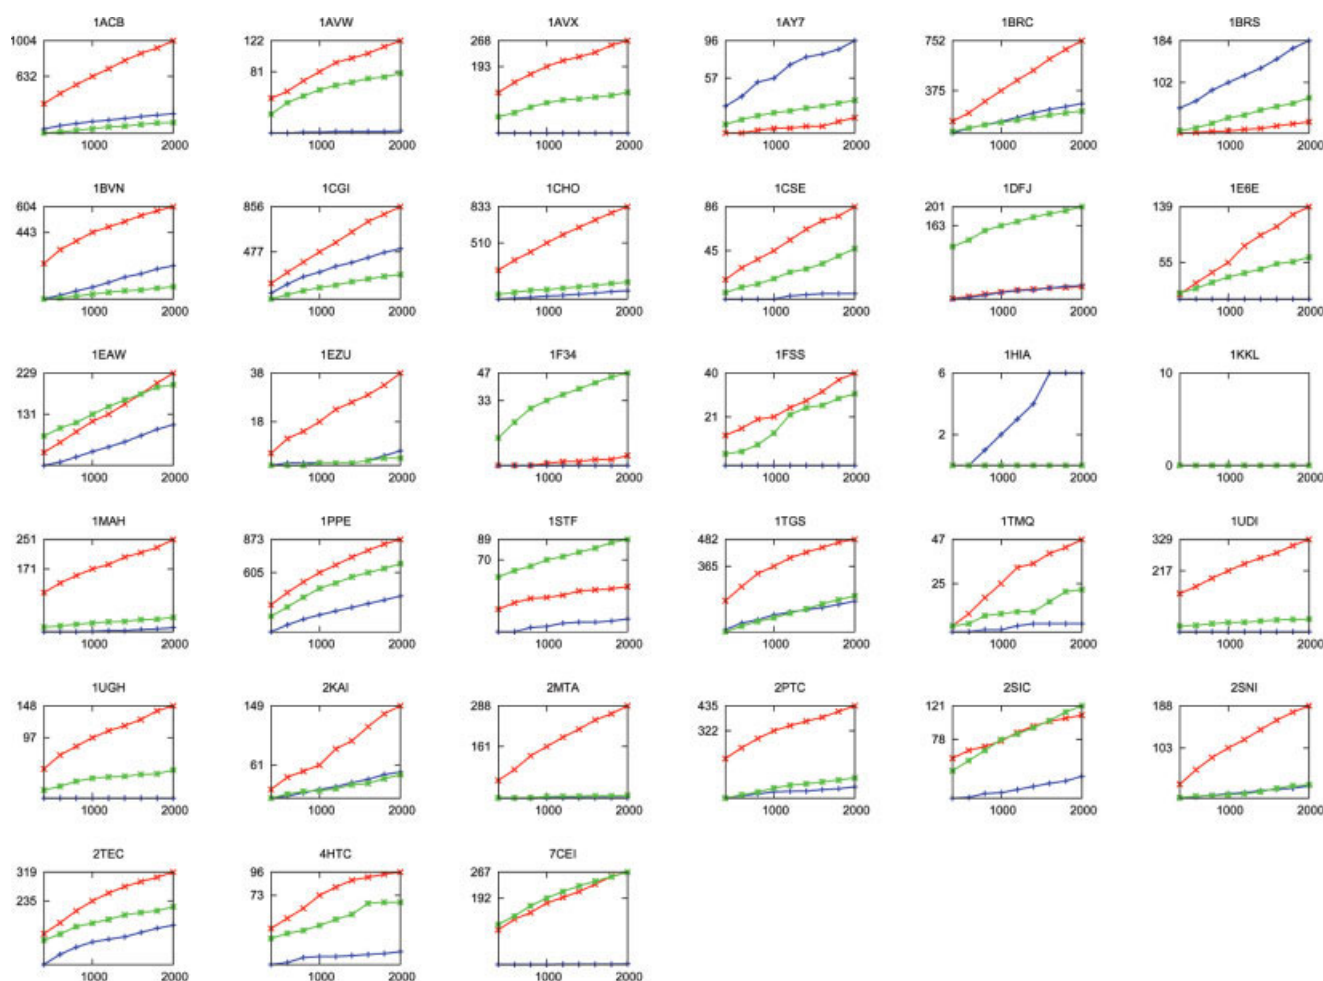 1ACB 1AVW 1AVX 1AY7 1BRC 1BRS
1004 122 268 96 752 184
632 81 193 57 375 102
1000 2000 1000 2000 1000 2000 1000 2000 1000 2000 1000 2000
1BVN 1CGI 1CHO 1CSE 1DFJ 1E6E
604 856 833 86 201 139
443 477 510 45 163 55
1000 2000 1000 2000 1000 2000 1000 2000 1000 2000 1000 2000
1EAW 1EZU 1F34 1FSS 1HIA 1KKL
229 38 47 40 6 10
131 18 33 21 2 0
1000 2000 1000 2000 1000 2000 1000 2000 1000 2000 1000 2000
1MAH 1PPE 1STF 1TGS 1TMQ 1UDI
251 873 89 482 47 329
171 605 70 365 25 217
1000 2000 1000 2000 1000 2000 1000 2000 1000 2000 1000 2000
1UGH 2KAI 2MTA 2PTC 2SIC 2SNI
148 149 288 435 121 188
97 61 161 322 78 103
1000 2000 1000 2000 1000 2000 1000 2000 1000 2000 1000 2000
2TEC 4HTC 7CEI
319 96 267
235 73 192
1000 2000 1000 2000 1000 2000